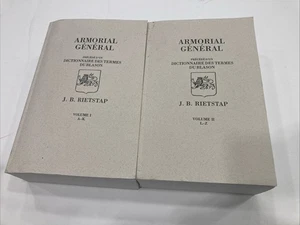 ARMORIAL
GÉNÉRAL
PRÉCÉDÉ D'UN
DICTIONNAIRE DES TERMES
DU BLASON
J. B. RIETSTAP
VOLUME I
A-K
ARMORIAL
GÉNÉRAL
PRÉCÉDÉ D'UN
DICTIONNAIRE DES TERMES
DU BLASON
J. B. RIETSTAP
VOLUME II
L-Z